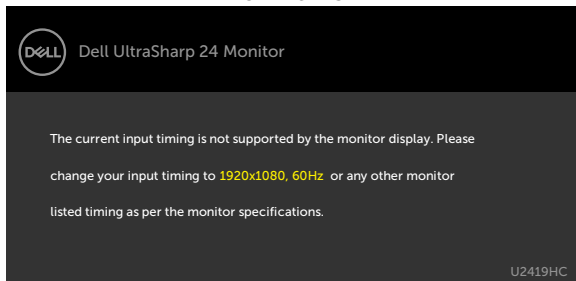 DELL
Dell UltraSharp 24 Monitor
The current input timing is not supported by the monitor display. Please
change your input timing to 1920x1080, 60Hz or any other monitor
listed timing as per the monitor specifications.
U2419HC